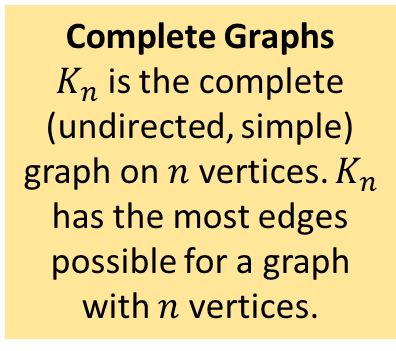 Complete Graphs
Kₙ is the complete
(undirected, simple)
graph on n vertices. Kₙ
has the most edges
possible for a graph
with n vertices.